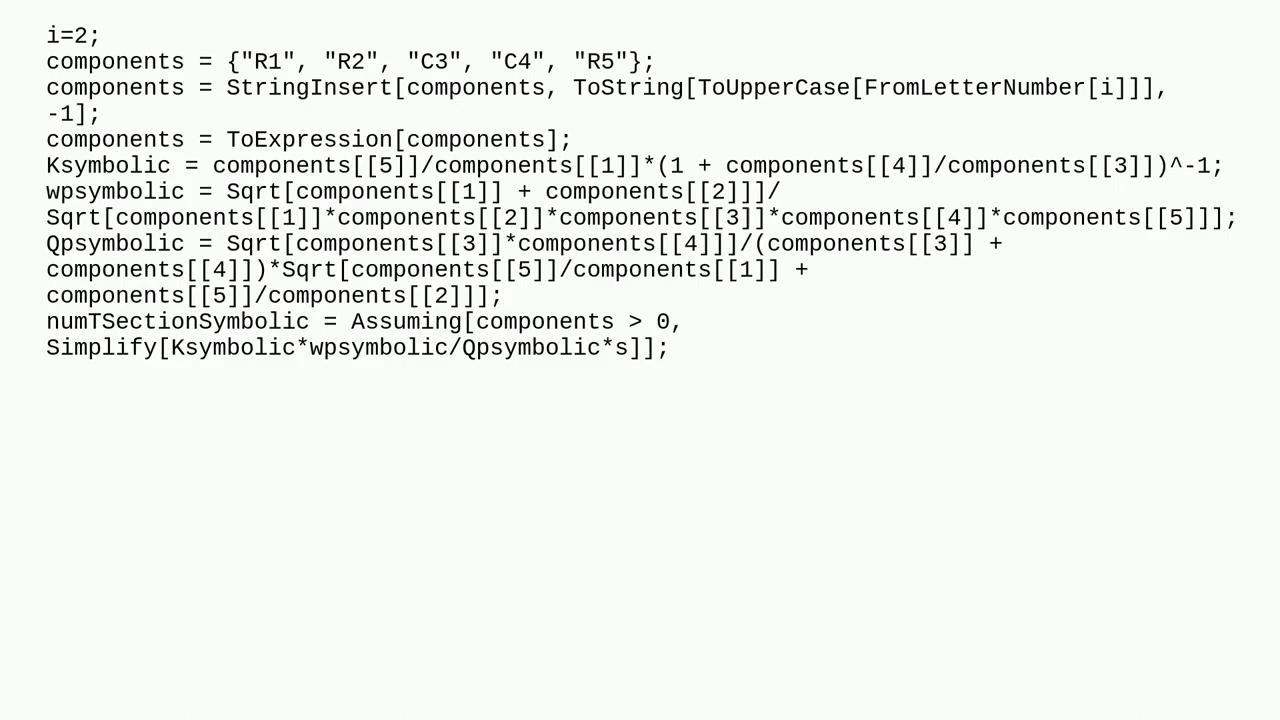 i=2;
components = {"R1", "R2", "C3", "C4", "R5"};
components = StringInsert[components, ToString[ToUpperCase[FromLetterNumber[i]]],
-1];
components = ToExpression[components];
Ksymbolic = components[[5]]/components[[1]]*(1 + components[[4]]/components[[3]])^-1;
wpsymbolic = Sqrt[components[[1]] + components[[2]]]/
Sqrt[components[[1]]*components[[2]]*components[[3]]*components[[4]]*components[[5]]];
Qpsymbolic = Sqrt[components[[3]]*components[[4]]]/(components[[3]] +
components[[4]])*Sqrt[components[[5]]/components[[1]] +
components[[5]]/components[[2]]];
numTSectionSymbolic = Assuming[components > 0,
Simplify[Ksymbolic*wpsymbolic/Qpsymbolic*s]];